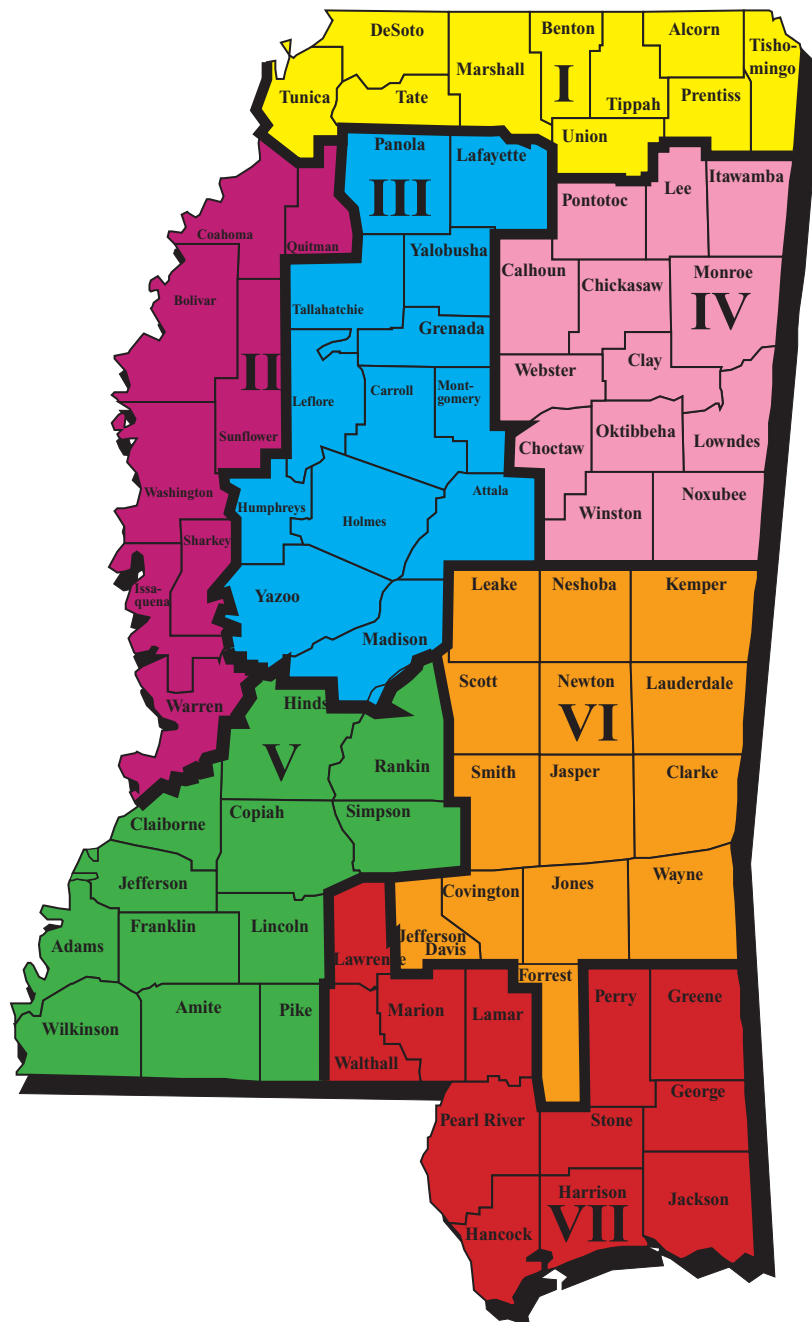 DeSoto
Benton
Alcorn
Tisho-
mingo
Marshall
I
Tunica
Tate
Tippah
Prentiss
Union
Panola
Lafayette
III
Pontotoc
Lee
Itawamba
Coahoma
Quitman
Yalobusha
Calhoun
Chickasaw
Monroe
IV
Bolivar
Tallahatchie
Grenada
II
Webster
Clay
Leflore
Carroll
Mont-
gomery
Sunflower
Choctaw
Oktibbeha
Lowndes
Washington
Humphreys
Holmes
Attala
Winston
Noxubee
Sharkey
Issa-
quena
Yazoo
Madison
Leake
Neshoba
Kemper
Warren
Hinds
Scott
Newton
Lauderdale
VI
V
Rankin
Smith
Jasper
Clarke
Claiborne
Copiah
Simpson
Jefferson
Covington
Jones
Wayne
Adams
Franklin
Lincoln
Lawrence
Jefferson
Davis
Forrest
Wilkinson
Amite
Pike
Marion
Lamar
Perry
Greene
Walthall
Pearl River
Stone
George
Harrison
Jackson
VII
Hancock